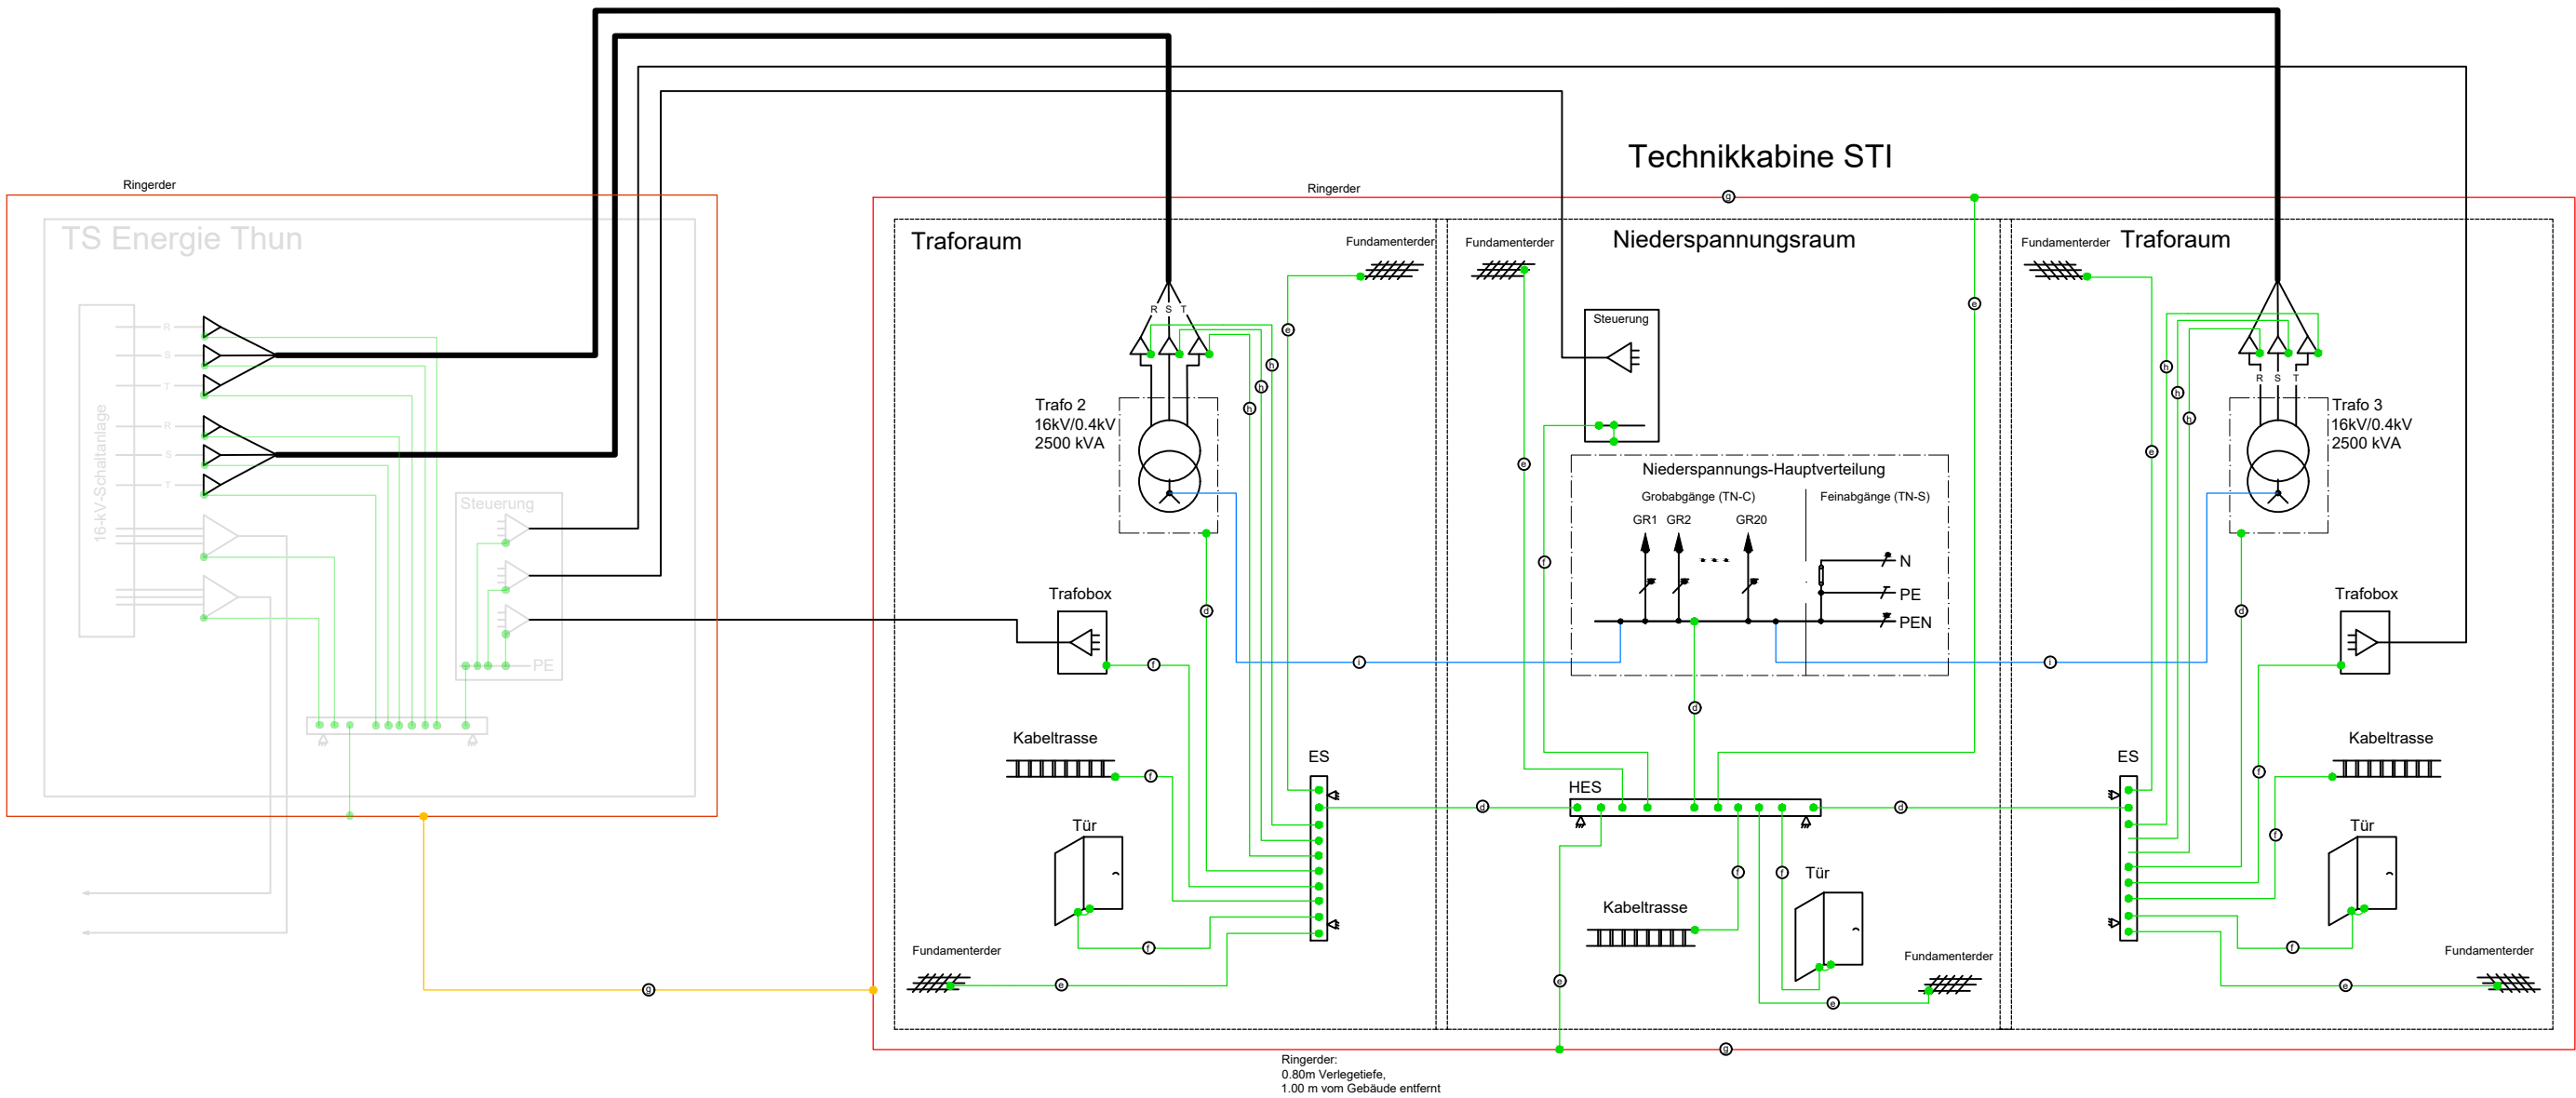 Technikkabine STI
Ringerder
Ringerder
g
TS Energie Thun
16-kV-Schaltanlage
R
S
T
R
S
T
Steuerung
PE
g
Traforaum
Fundamenterder
R S T
e
h
h
h
Trafo 2
16kV/0.4kV
2500 kVA
d
Trafobox
f
i
Kabeltrasse
f
ES
Tür
f
Fundamenterder
e
d
Niederspannungsraum
Fundamenterder
e
Steuerung
e
f
Niederspannungs-Hauptverteilung
Grobabgänge (TN-C)
Feinabgänge (TN-S)
GR1 GR2 GR20
N
PE
PEN
d
HES
f
f
Tür
Kabeltrasse
Fundamenterder
e
e
d
Fundamenterder
Traforaum
h
h
h
e
R S T
Trafo 3
16kV/0.4kV
2500 kVA
d
Trafobox
i
f
Kabeltrasse
ES
f
Tür
f
Fundamenterder
e
g
Ringerder:
0.80m Verlegetiefe,
1.00 m vom Gebäude entfernt